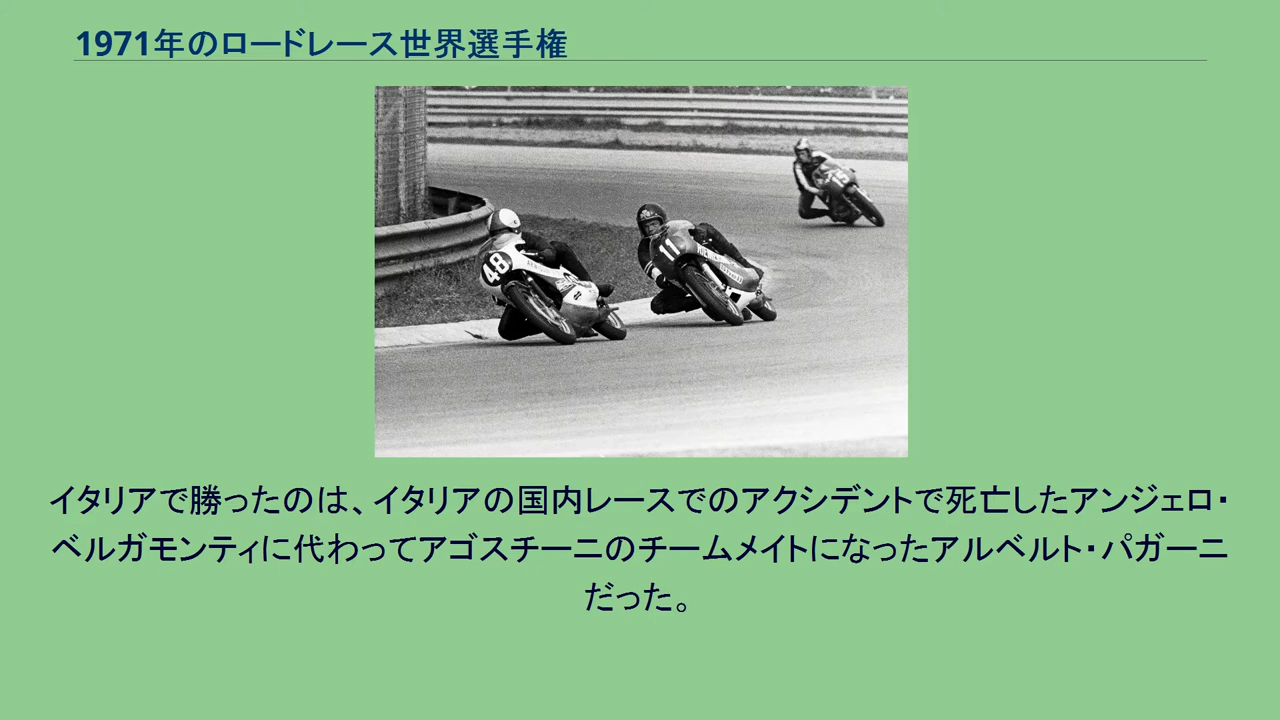 1971年のロードレース世界選手権
48
11
15
イタリアで勝ったのは、イタリアの国内レースでのアクシデントで死亡したアンジェロ・
ベルガモンティに代わってアゴスチーニのチームメイトになったアルベルト・パガーニ
だった。